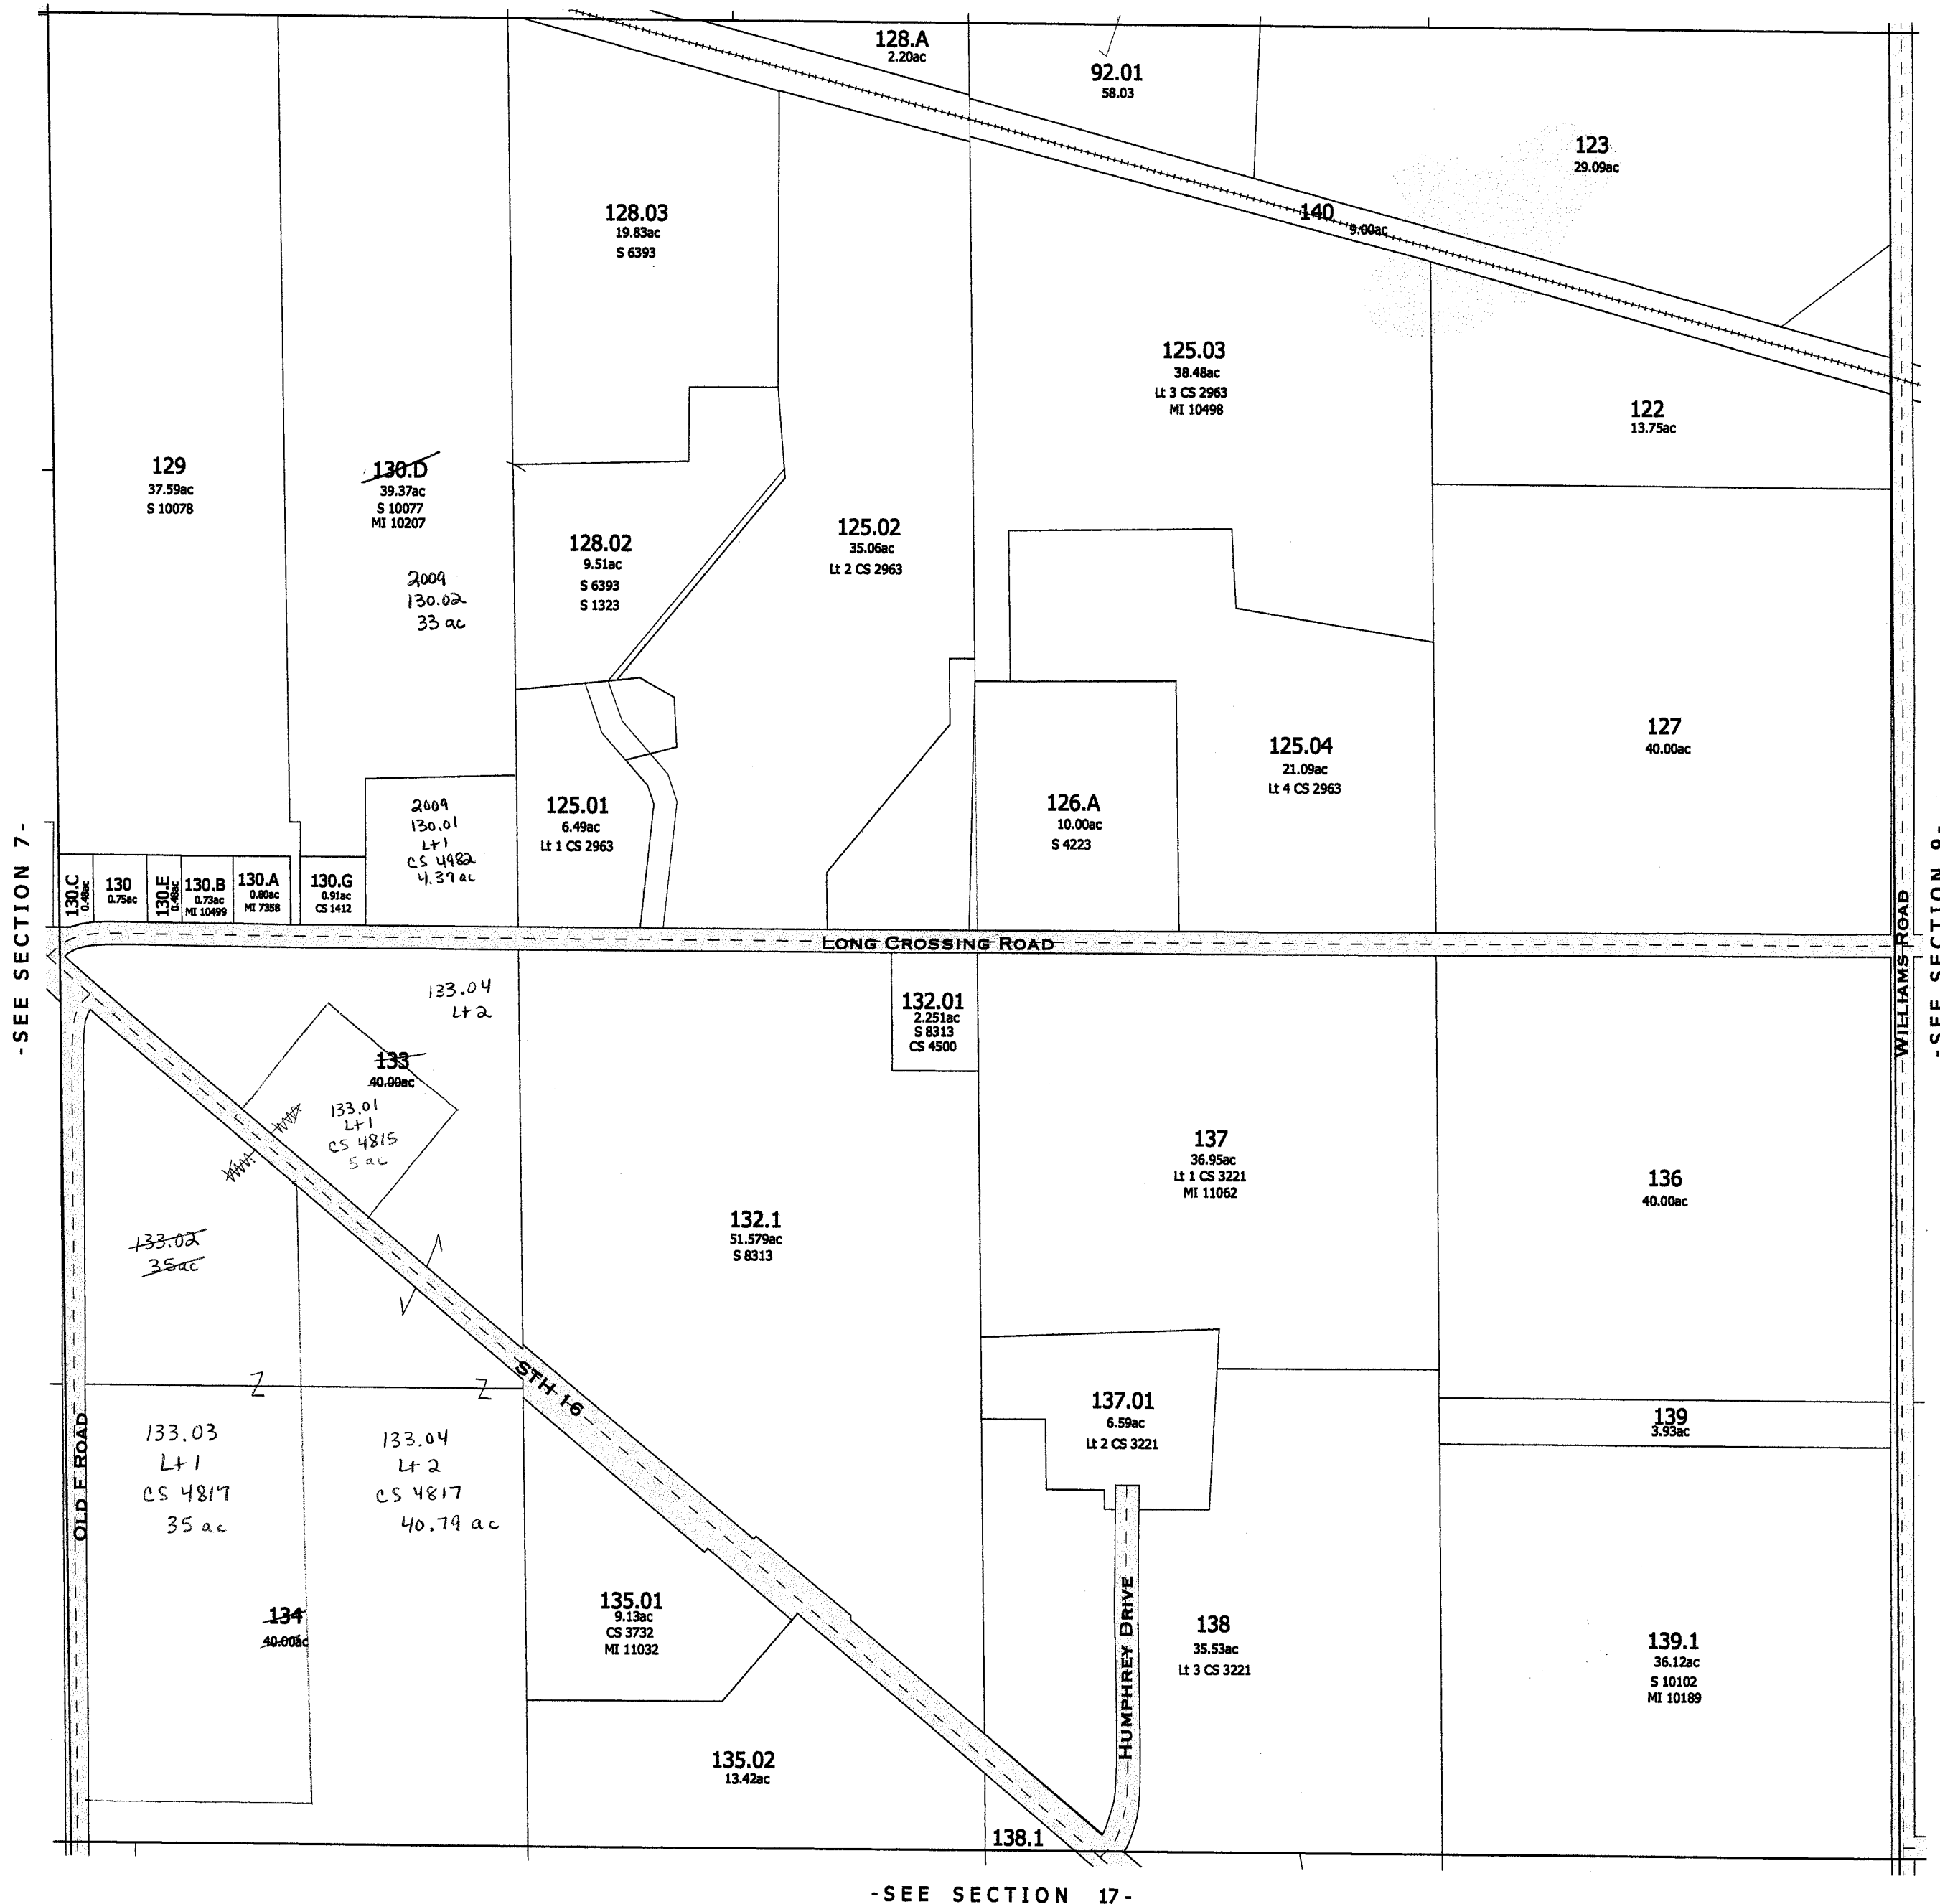 128.A
2.20ac
92.01
58.03
123
29.09ac
140
9.00ac
128.03
19.83ac
S 6393
125.03
38.48ac
Lt 3 CS 2963
MI 10498
122
13.75ac
129
37.59ac
S 10078
130.D
39.37ac
S 10077
MI 10207
2009
130.02
33 ac
128.02
9.51ac
S 6393
S 1323
125.02
35.06ac
Lt 2 CS 2963
127
40.00ac
125.04
21.09ac
Lt 4 CS 2963
126.A
10.00ac
S 4223
125.01
6.49ac
Lt 1 CS 2963
2009
130.01
Lt 1
CS 4982
4.37ac
130.C
0.48ac
130
0.75ac
130.E
0.48ac
130.B
0.73ac
MI 10499
130.A
0.80ac
MI 7358
130.G
0.91ac
CS 1412
-SEE SECTION 7-
-SEE SECTION 9-
LONG CROSSING ROAD
WILLIAMS ROAD
133.04
Lt 2
133
40.00ac
133.01
Lt 1
CS 4815
5 ac
132.01
2.251ac
S 8313
CS 4500
137
36.95ac
Lt 1 CS 3221
MI 11062
136
40.00ac
132.1
51.579ac
S 8313
133.02
35ac
STH 16
137.01
6.59ac
Lt 2 CS 3221
139
3.93ac
OLD F ROAD
133.03
Lt 1
CS 4817
35 ac
133.04
Lt 2
CS 4817
40.79 ac
134
40.00ac
135.01
9.13ac
CS 3732
MI 11032
HUMPHREY DRIVE
138
35.53ac
Lt 3 CS 3221
139.1
36.12ac
S 10102
MI 10189
135.02
13.42ac
138.1
-SEE SECTION 17-